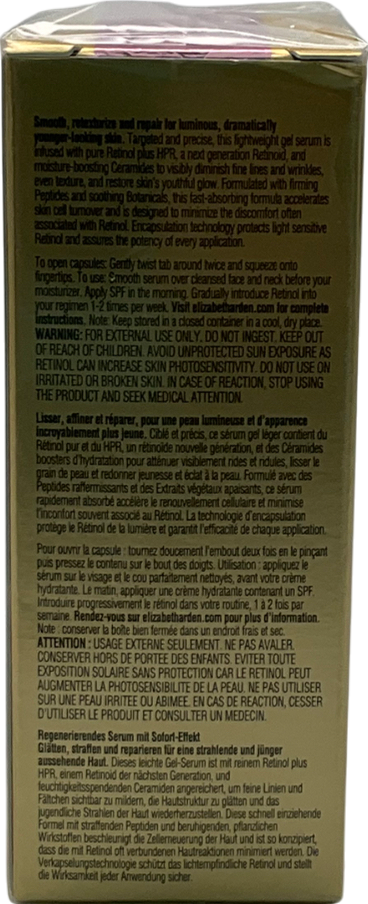 Smooth, retexturize and repair for luminous, dramatically
younger-looking skin. Targeted and precise, this lightweight gel serum is
infused with pure Retinol plus HPR, a next generation Retinoid, and
moisture-boosting Ceramides to visibly diminish fine lines and wrinkles,
even texture, and restore skin's youthful glow. Formulated with firming
Peptides and soothing Botanicals, this fast-absorbing formula accelerates
skin cell turnover and is designed to minimize the discomfort often
associated with Retinol. Encapsulation technology protects light sensitive
Retinol and assures the potency of every application.
To open capsules: Gently twist tab around twice and squeeze onto
fingertips. To use: Smooth serum over cleansed face and neck before your
moisturizer. Apply SPF in the morning. Gradually introduce Retinol into
your regimen 1-2 times per week. Visit elizabetharden.com for complete
instructions. Note: Keep stored in a closed container in a cool, dry place.
WARNING: FOR EXTERNAL USE ONLY. DO NOT INGEST. KEEP OUT
OF REACH OF CHILDREN. AVOID UNPROTECTED SUN EXPOSURE AS
RETINOL CAN INCREASE SKIN PHOTOSENSITIVITY. DO NOT USE ON
IRRITATED OR BROKEN SKIN. IN CASE OF REACTION, STOP USING
THE PRODUCT AND SEEK MEDICAL ATTENTION.
Lisser, affiner et réparer, pour une peau lumineuse et d'apparence
incroyablement plus jeune. Ciblé et précis, ce sérum gel léger contient du
Rétinol pur et du HPR, un rétinoïde nouvelle génération, et des Céramides
boosters d'hydratation pour atténuer visiblement rides et ridules, lisser le
grain de peau et redonner jeunesse et éclat à la peau. Formulé avec des
Peptides raffermissants et des Extraits végétaux apaisants, ce sérum
rapidement absorbé accélère le renouvellement cellulaire et minimise
l'inconfort souvent associé au Rétinol. La technologie d'encapsulation
protège le Rétinol de la lumière et garantit l'efficacité de chaque application.
Pour ouvrir la capsule : tournez doucement l'embout deux fois en le pinçant
puis pressez le contenu sur le bout des doigts. Utilisation : appliquez le
sérum sur le visage et le cou parfaitement nettoyés, avant votre crème
hydratante. Le matin, appliquer une crème hydratante contenant un SPF.
Introduire progressivement le rétinol dans votre routine, 1 à 2 fois par
semaine. Rendez-vous sur elizabetharden.com pour plus d'information.
Note : conserver la boîte bien fermée dans un endroit frais et sec.
ATTENTION : USAGE EXTERNE SEULEMENT. NE PAS AVALER.
CONSERVER HORS DE PORTEE DES ENFANTS. EVITER TOUTE
EXPOSITION SOLAIRE SANS PROTECTION CAR LE RETINOL PEUT
AUGMENTER LA PHOTOSENSIBILITE DE LA PEAU. NE PAS UTILISER
SUR UNE PEAU IRRITEE OU ABIMEE. EN CAS DE REACTION, CESSER
D'UTILISER LE PRODUIT ET CONSULTER UN MEDECIN.
Regenerierendes Serum mit Sofort-Effekt
Glätten, straffen und reparieren für eine strahlende und jünger
aussehende Haut. Dieses leichte Gel-Serum ist mit reinem Retinol plus
HPR, einem Retinoid der nächsten Generation, und
feuchtigkeitsspendenden Ceramiden angereichert, um feine Linien und
Fältchen sichtbar zu mildern, die Hautstruktur zu glätten und das
jugendliche Strahlen der Haut wiederherzustellen. Diese schnell einziehende
Formel mit straffenden Peptiden und beruhigenden, pflanzlichen
Wirkstoffen beschleunigt die Zellerneuerung der Haut und ist so konzipiert,
dass die mit Retinol oft verbundenen Hautreaktionen minimiert werden. Die
Verkapselungstechnologie schützt das lichtempfindliche Retinol und stellt
die Wirksamkeit jeder Anwendung sicher.